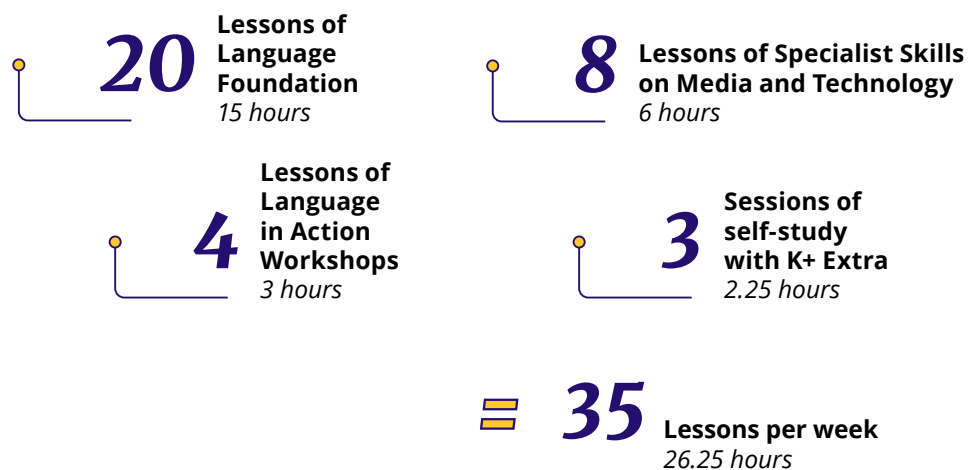 20
Lessons of
Language
Foundation
15 hours
8
Lessons of Specialist Skills
on Media and Technology
6 hours
4
Lessons of
Language
in Action
Workshops
3 hours
3
Sessions of
self-study
with K+ Extra
2.25 hours
= 35
Lessons per week
26.25 hours